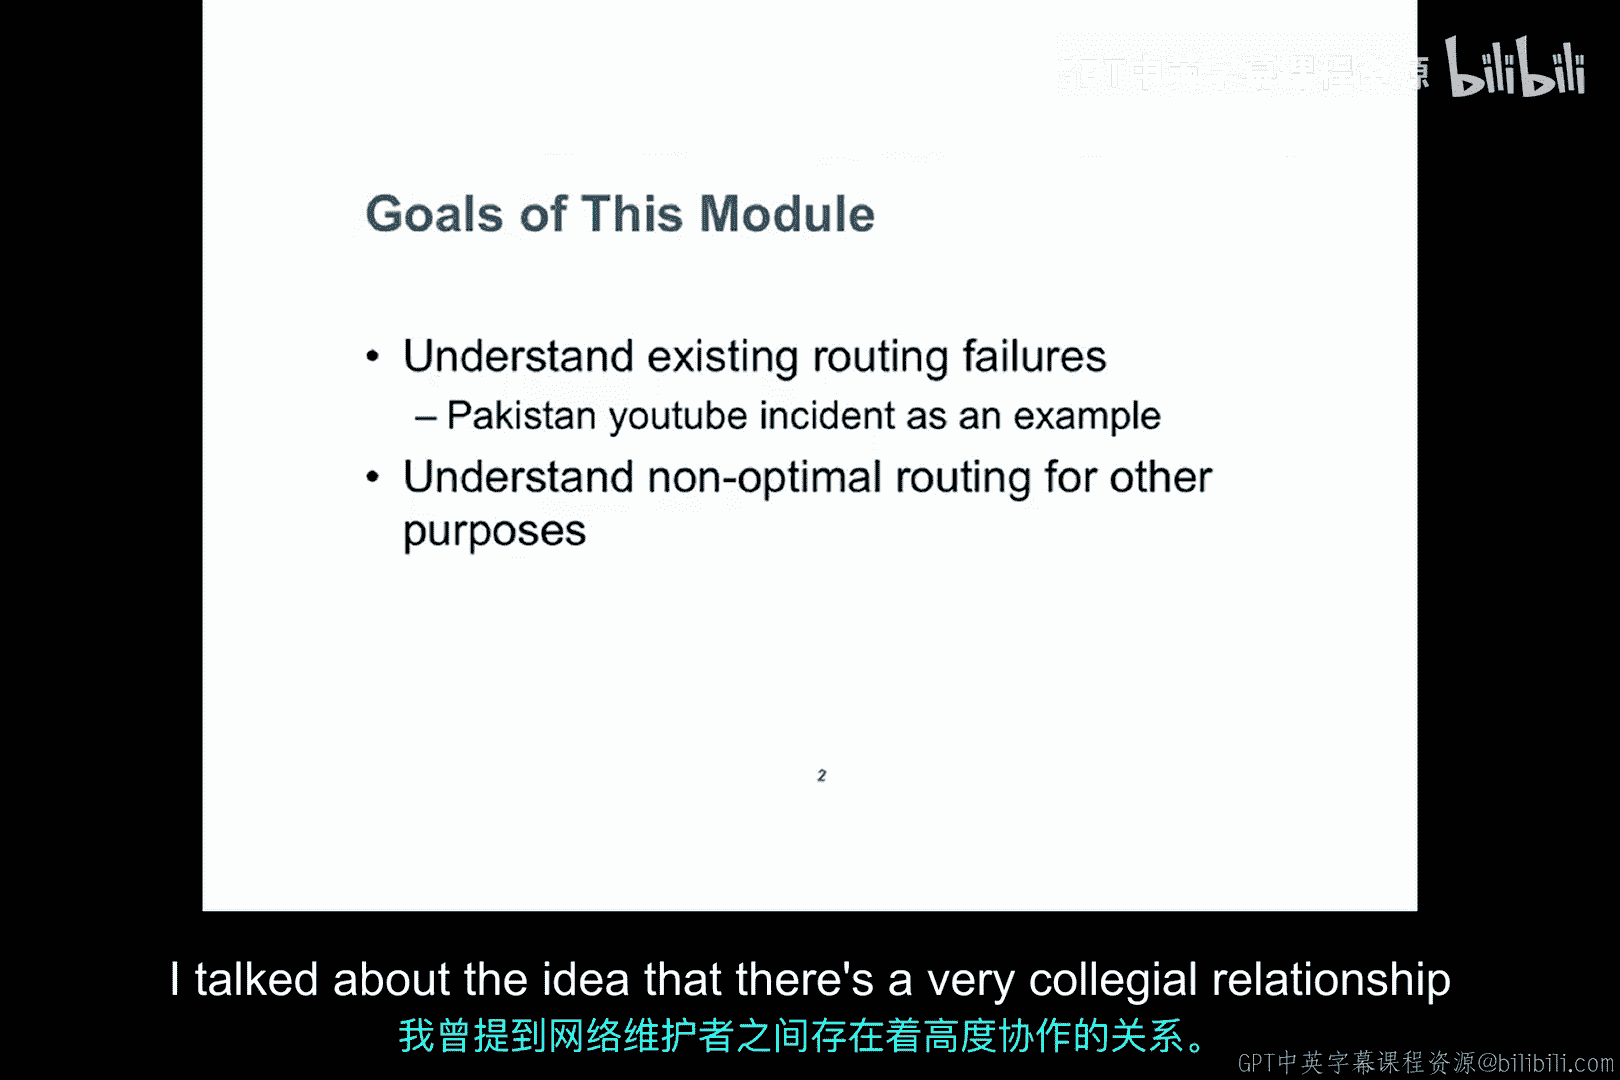 bilibili
Goals of This Module
• Understand existing routing failures
– Pakistan youtube incident as an example
• Understand non-optimal routing for other
purposes
2
I talked about the idea that there's a very collegial relationship
我曾提到网络维护者之间存在着高度协作的关系。
GPT中英字幕课程资源@bilibili.com